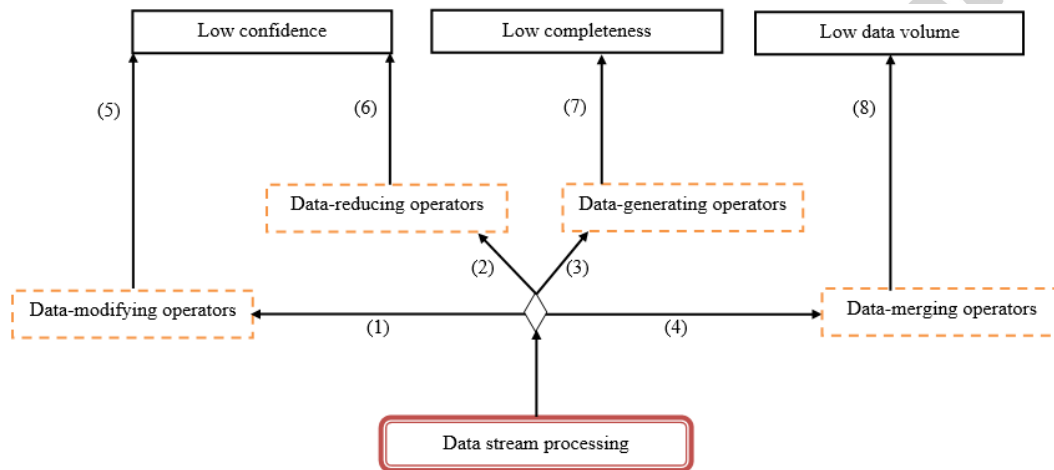 Low confidence
Low completeness
Low data volume
(5)
(6)
(7)
(8)
Data-reducing operators
Data-generating operators
(2)
(3)
Data-modifying operators
Data-merging operators
(1)
(4)
Data stream processing